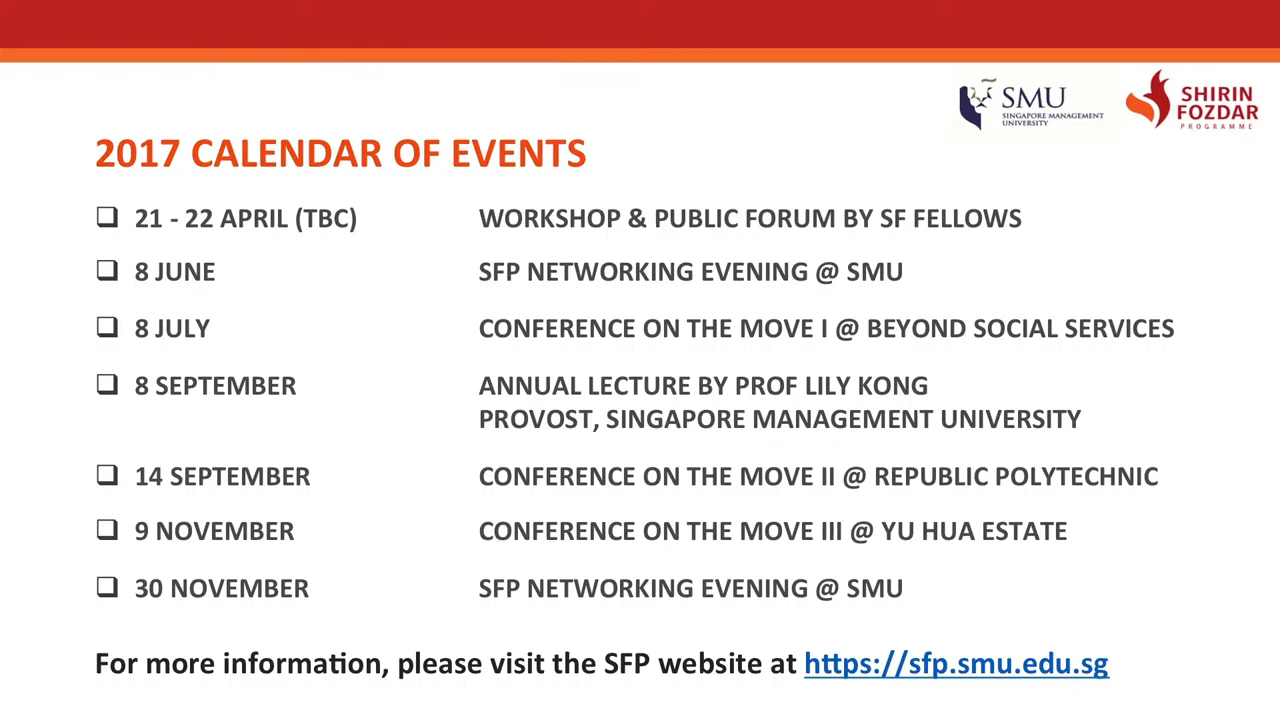 SMU
SINGAPORE MANAGEMENT
UNIVERSITY
SHIRIN
FOZDAR
PROGRAMME
2017 CALENDAR OF EVENTS
21 - 22 APRIL (TBC) WORKSHOP & PUBLIC FORUM BY SF FELLOWS
8 JUNE SFP NETWORKING EVENING @ SMU
8 JULY CONFERENCE ON THE MOVE I @ BEYOND SOCIAL SERVICES
8 SEPTEMBER ANNUAL LECTURE BY PROF LILY KONG
PROVOST, SINGAPORE MANAGEMENT UNIVERSITY
14 SEPTEMBER CONFERENCE ON THE MOVE II @ REPUBLIC POLYTECHNIC
9 NOVEMBER CONFERENCE ON THE MOVE III @ YU HUA ESTATE
30 NOVEMBER SFP NETWORKING EVENING @ SMU
For more information, please visit the SFP website at https://sfp.smu.edu.sg